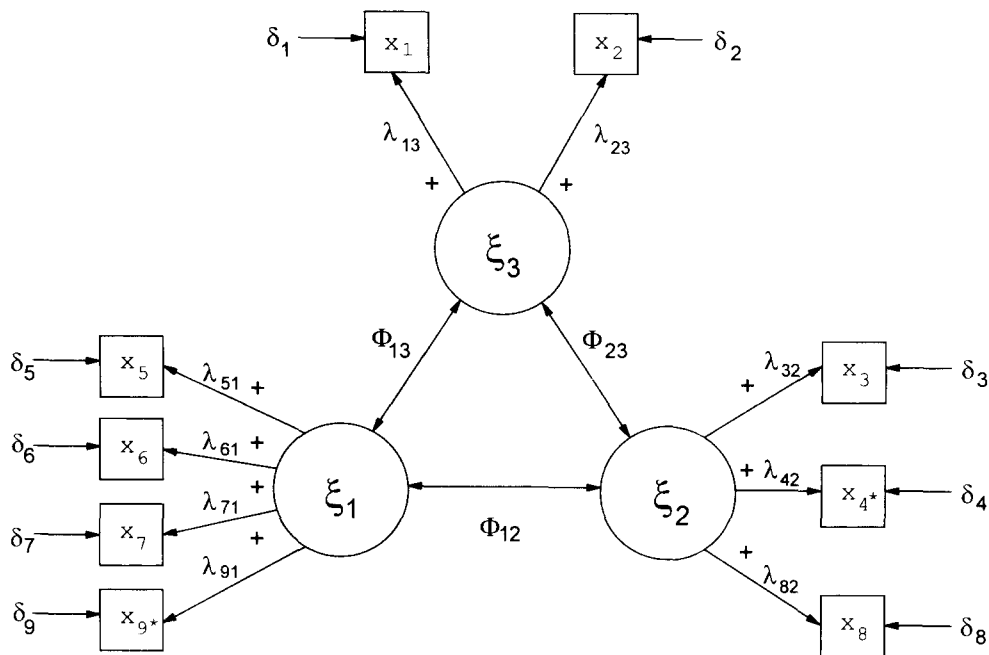 δ1 x1 x2 δ2
λ13 λ23
+ +
ξ3
Φ13 Φ23
δ5 x5 λ51 + + λ32 x3 δ3
δ6 x6 λ61 + + λ42 x4* δ4
δ7 x7 λ71 + ξ1 ξ2
Φ12
+ +
δ9 x9* λ91 λ82 x8 δ8